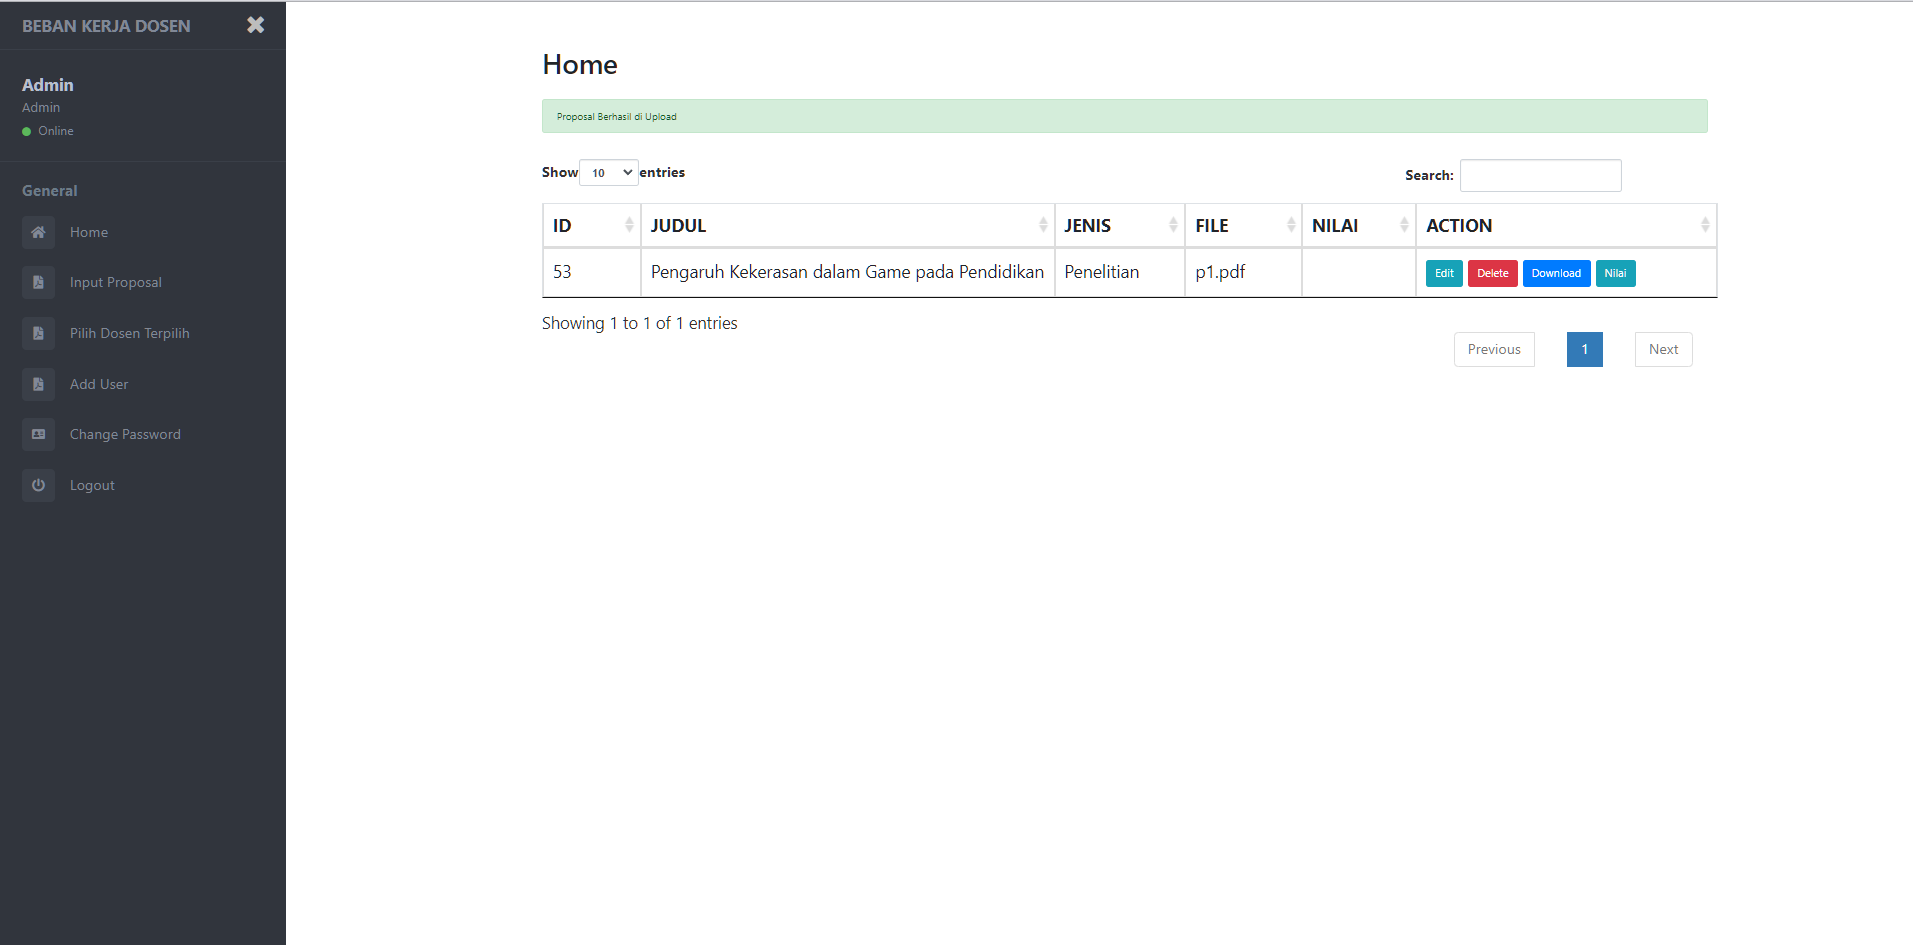 BEBAN KERJA DOSEN
Admin
Admin
Online
General
Home
Input Proposal
Pilih Dosen Terpilih
Add User
Change Password
Logout
Home
Proposal Berhasil di Upload
Show 10 entries
Search:
ID JUDUL JENIS FILE NILAI ACTION
53 Pengaruh Kekerasan dalam Game pada Pendidikan Penelitian p1.pdf Edit Delete Download Nilai
Showing 1 to 1 of 1 entries
Previous 1 Next